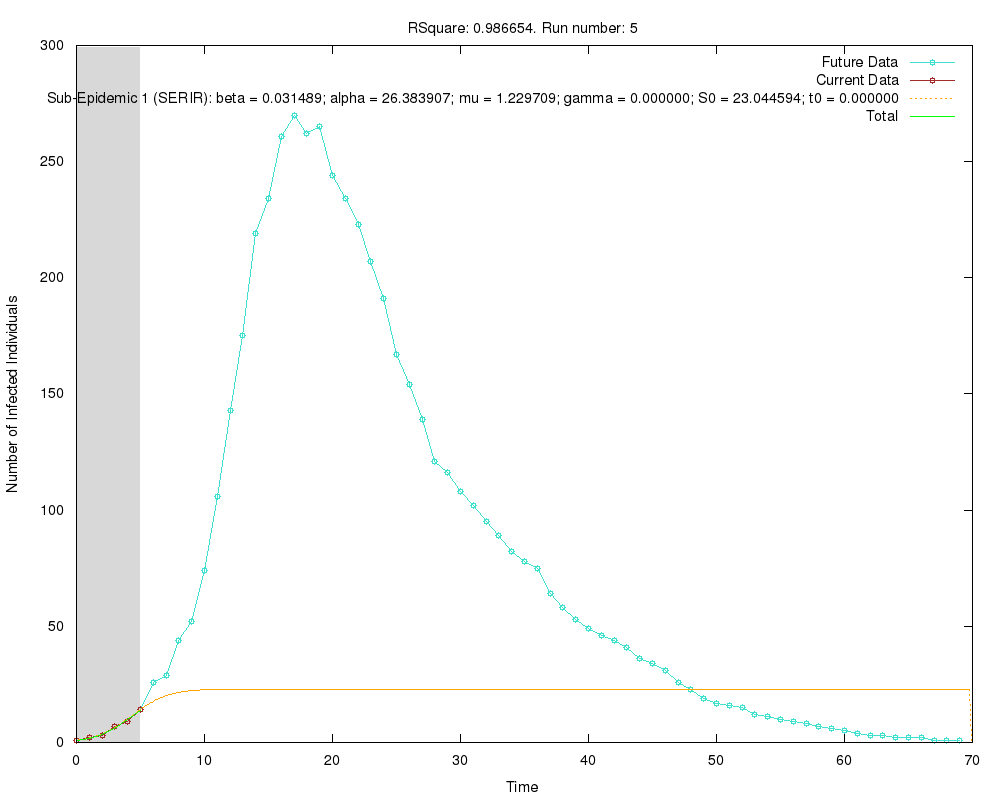 RSquare: 0.986654. Run number: 5
300
Future Data
Current Data
Sub-Epidemic 1 (SERIR): beta = 0.031489; alpha = 26.383907; mu = 1.229709; gamma = 0.000000; S0 = 23.044594; t0 = 0.000000
Total
250
200
150
100
50
0
Number of Infected Individuals
0 10 20 30 40 50 60 70
Time